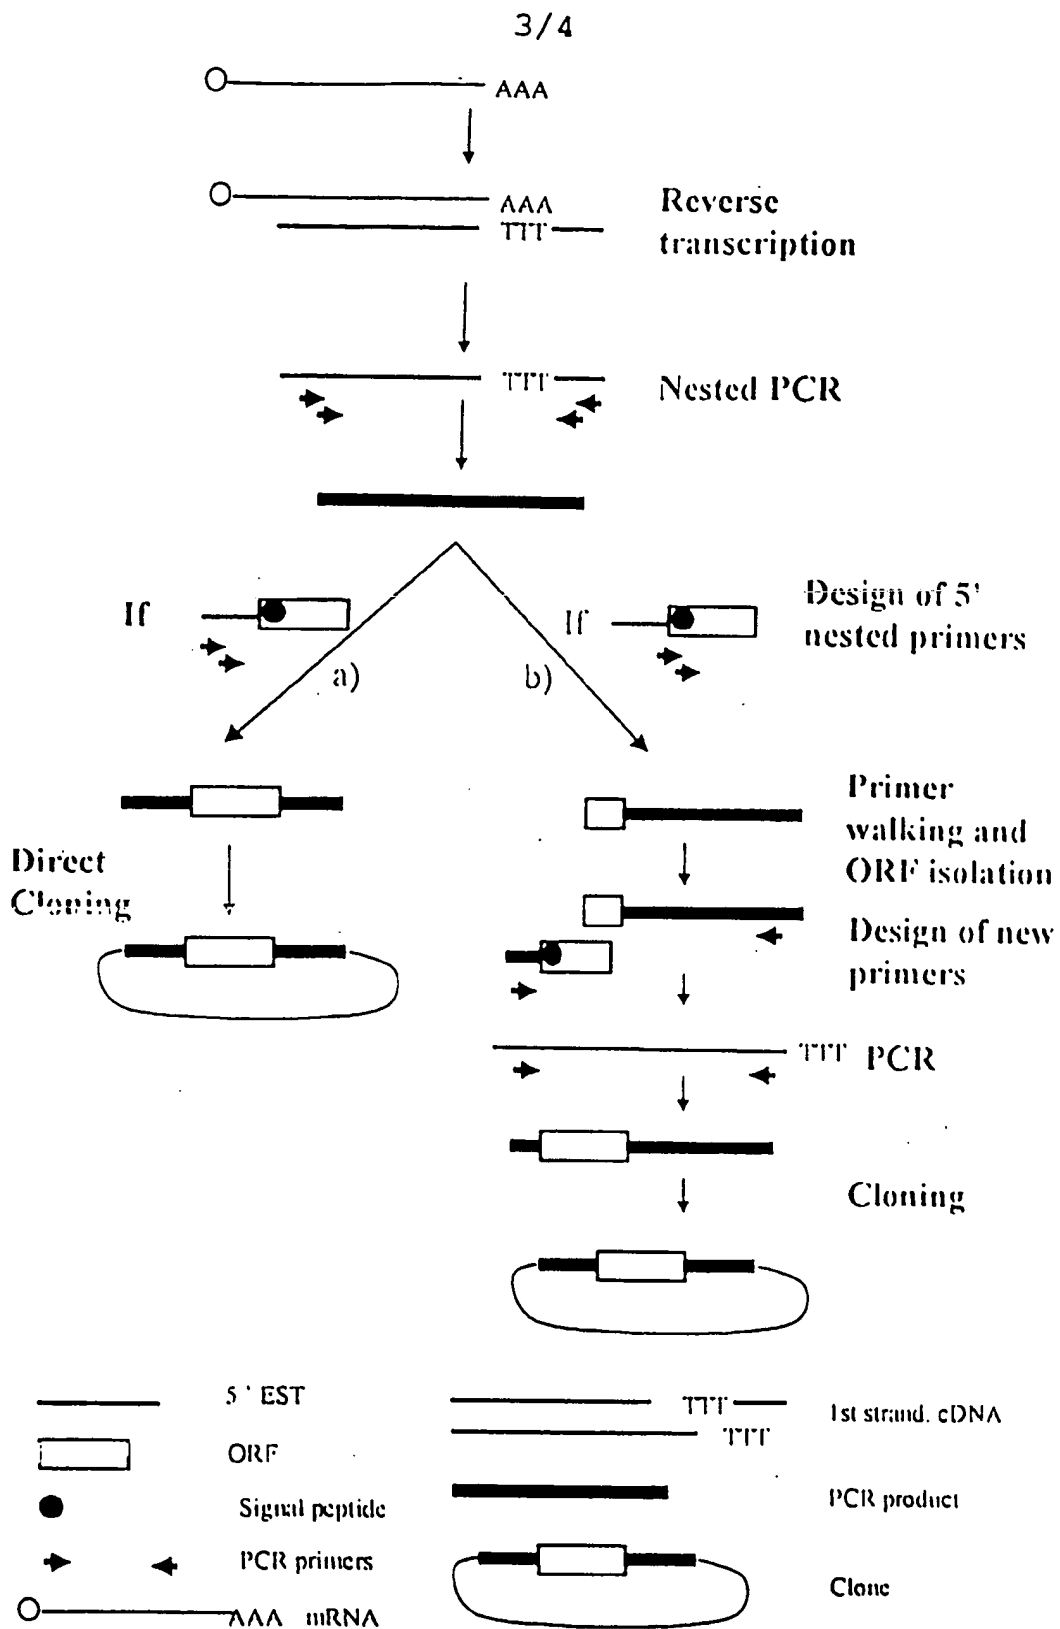 3/4
AAA
AAA
TTT
Reverse
transcription
TTT
Nested PCR
If
If
Design of 5'
nested primers
a)
b)
Primer
walking and
ORF isolation
Direct
Cloning
Design of new
primers
TTT PCR
Cloning
5' EST
ORF
Signal peptide
PCR primers
AAA mRNA
TTT
TTT
1st strand. cDNA
PCR product
Clone